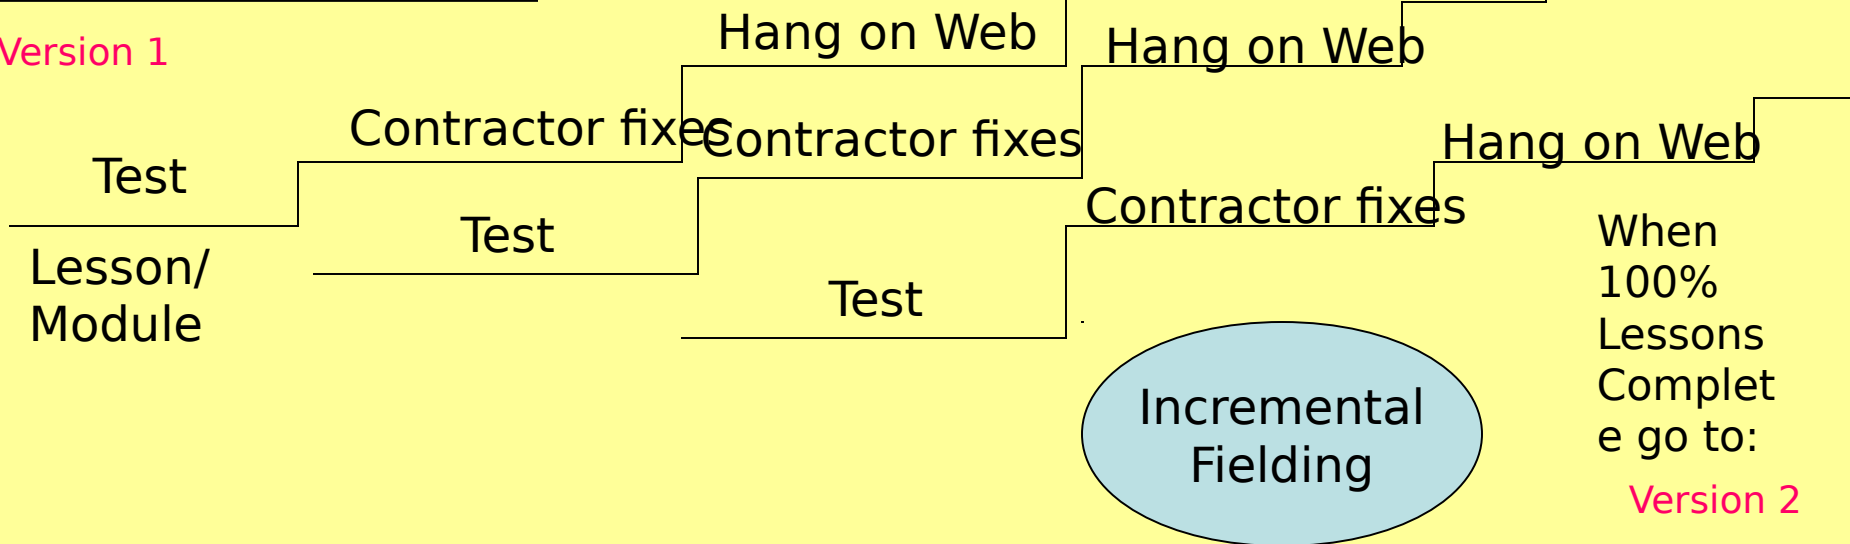 Version 1
Hang on Web
Hang on Web
Contractor fixes
Contractor fixes
Hang on Web
Test
Contractor fixes
Test
Test
Lesson/
Module
When
100%
Lessons
Complet
e go to:
Incremental
Fielding
Version 2